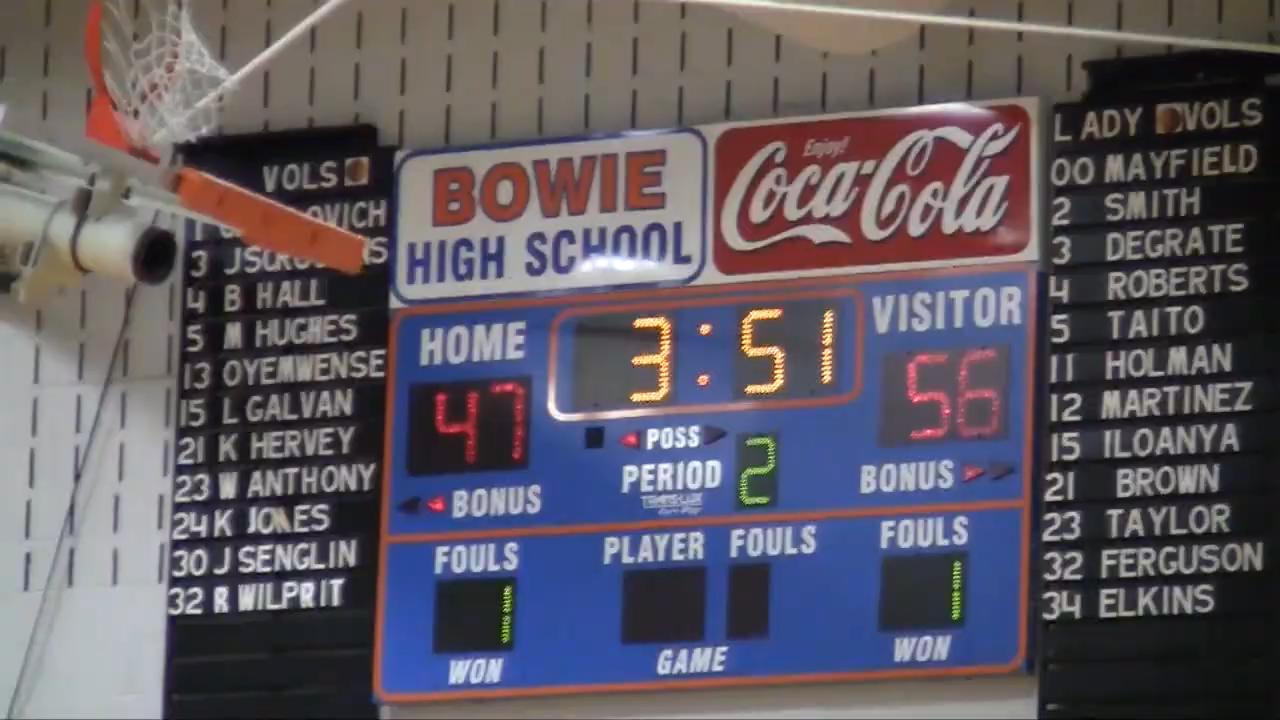 VOLS
OVICH
3 J
4 B HALL
5 M HUGHES
13 OYEMWENSE
15 L GALVAN
21 K HERVEY
23 W ANTHONY
24 K JONES
30 J SENGLIN
32 R WILPRIT
BOWIE
HIGH SCHOOL
Enjoy!
Coca-Cola
HOME
3:51
VISITOR
47
56
POSS
PERIOD 2
TRANS-LUX
BONUS
BONUS
FOULS
PLAYER FOULS
FOULS
1
1
WON
GAME
WON
LADY VOLS
00 MAYFIELD
2 SMITH
3 DEGRATE
4 ROBERTS
5 TAITO
11 HOLMAN
12 MARTINEZ
15 ILOANYA
21 BROWN
23 TAYLOR
32 FERGUSON
34 ELKINS